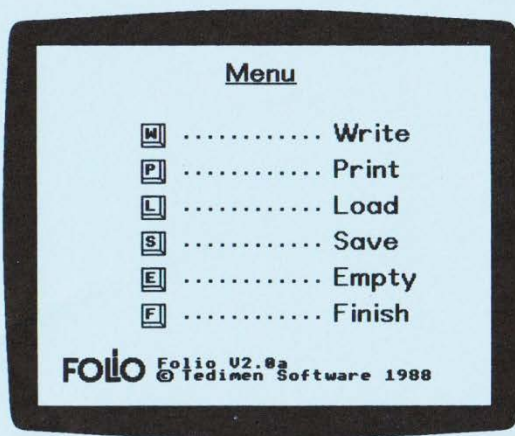 Menu
W ............ Write
P ............ Print
L ............ Load
S ............ Save
E ............ Empty
F ............ Finish
FOLiO Folio V2.0a
© Tedimen Software 1988